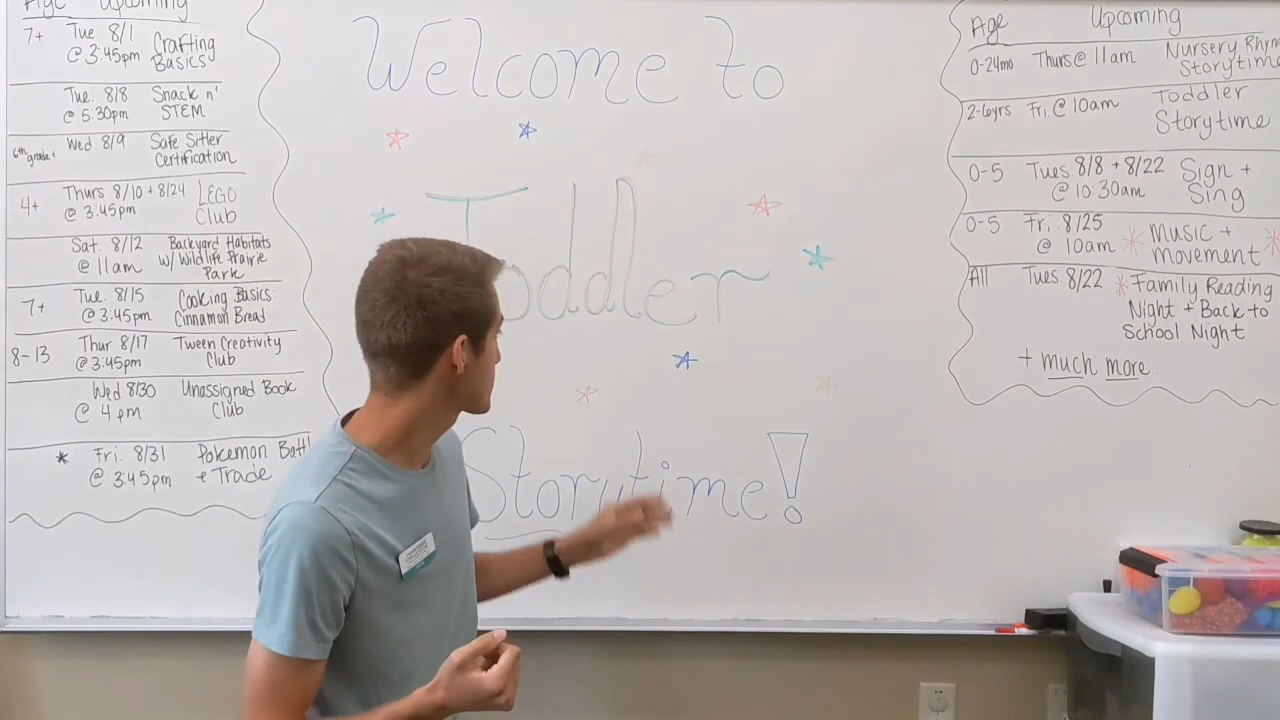 Age Upcoming
7+ Tue 8/1 Crafting
@ 3:45pm Basics
Tue. 8/8 Snack n'
@ 5:30pm STEM
6th grade+ Wed 8/9 Safe Sitter
Certification
4+ Thurs 8/10 + 8/24 LEGO
@ 3:45pm Club
Sat. 8/12 Backyard Habitats
@ 11am w/ Wildlife Prairie
Park
7+ Tue. 8/15 Cooking Basics:
@ 3:45pm Cinnamon Bread
8-13 Thur 8/17 Tween Creativity
@ 3:45pm Club
Wed 8/30 Unassigned Book
@ 4pm Club
* Fri. 8/31 Pokemon Batt
@ 3:45pm + Trade
Welcome to
Toddler
Storytime!
Age Upcoming
0-24mo Thurs @ 11am Nursery Rhym
Storytime
2-6yrs Fri. @ 10am Toddler
Storytime
0-5 Tues 8/8 + 8/22 Sign +
@ 10:30am Sing
0-5 Fri. 8/25 Music +
@ 10am movement
All Tues. 8/22 Family Reading
Night + Back to
School Night
+ much more.